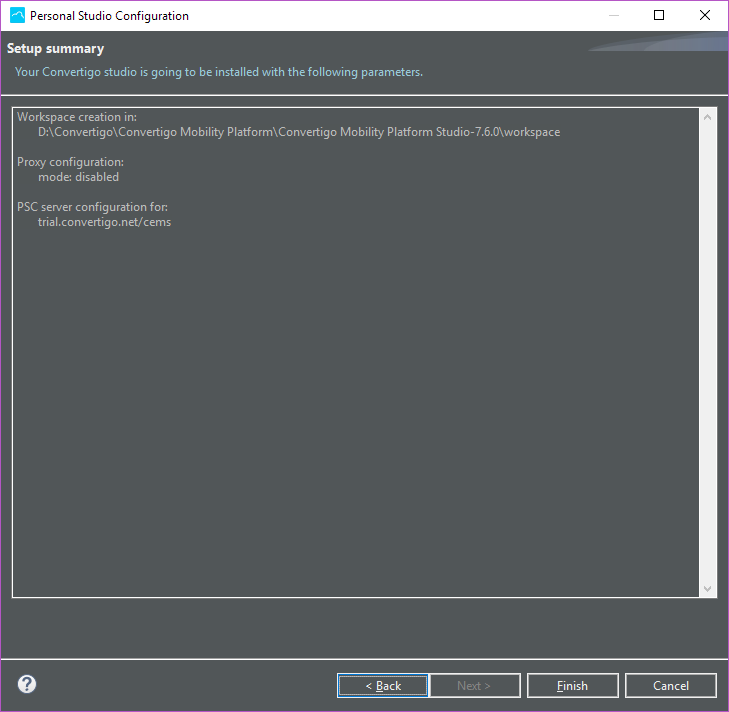 Personal Studio Configuration
Setup summary
Your Convertigo studio is going to be installed with the following parameters.
Workspace creation in:
D:\Convertigo\Convertigo Mobility Platform\Convertigo Mobility Platform Studio-7.6.0\workspace
Proxy configuration:
mode: disabled
PSC server configuration for:
trial.convertigo.net/cems
?
< Back
Next >
Finish
Cancel